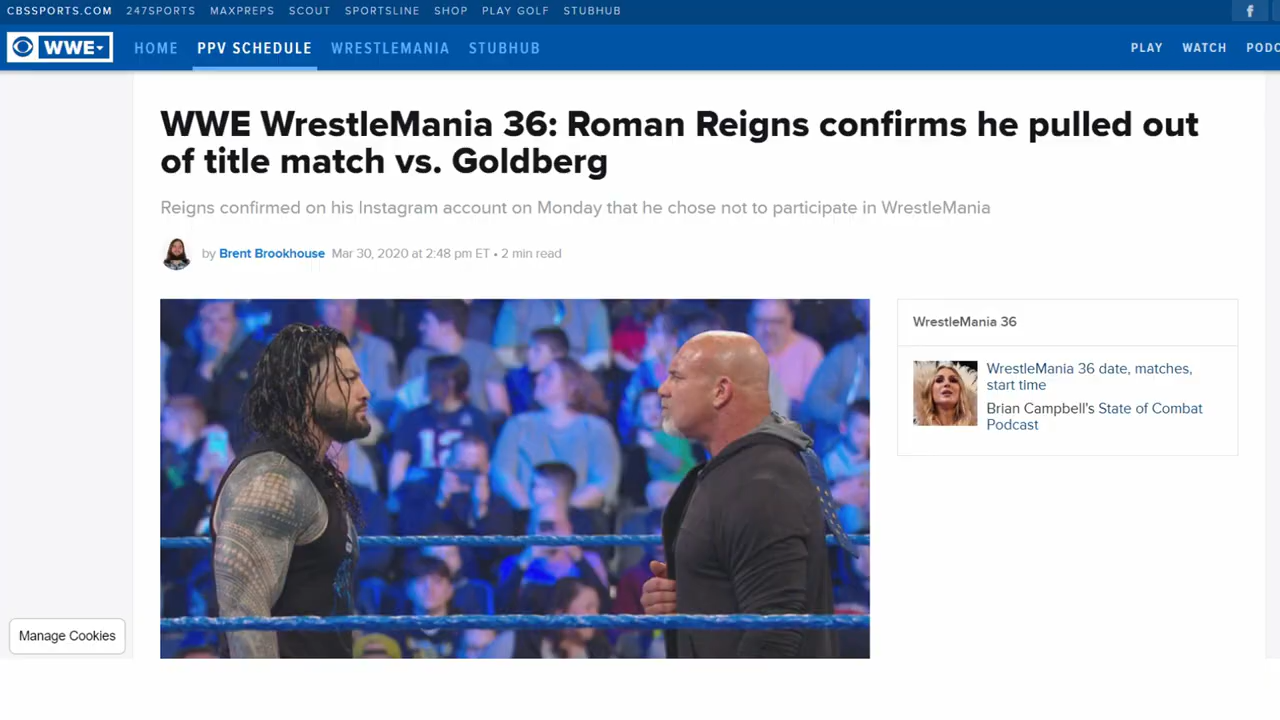 CBSSPORTS.COM 247SPORTS MAXPREPS SCOUT SPORTSLINE SHOP PLAY GOLF STUBHUB
WWE HOME PPV SCHEDULE WRESTLEMANIA STUBHUB PLAY WATCH PODC
WWE WrestleMania 36: Roman Reigns confirms he pulled out
of title match vs. Goldberg
Reigns confirmed on his Instagram account on Monday that he chose not to participate in WrestleMania
by Brent Brookhouse Mar 30, 2020 at 2:48 pm ET • 2 min read
WrestleMania 36
WrestleMania 36 date, matches,
start time
Brian Campbell's State of Combat
Podcast
12
Manage Cookies